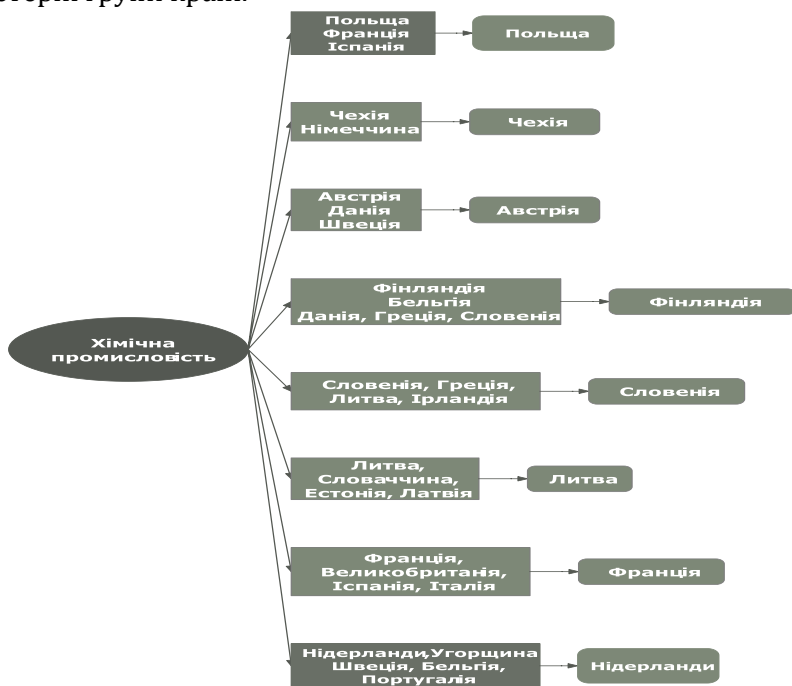 Польща
Франція
Іспанія
Польща
Чехія
Німеччина
Чехія
Австрія
Данія
Швеція
Австрія
Фінляндія
Бельгія
Данія, Греція, Словенія
Фінляндія
Хімічна
промисловість
Словенія, Греція,
Литва, Ірландія
Словенія
Литва,
Словаччина,
Естонія, Латвія
Литва
Франція,
Великобританія,
Іспанія, Італія
Франція
Нідерланди,Угорщина
Швеція, Бельгія,
Португалія
Нідерланди